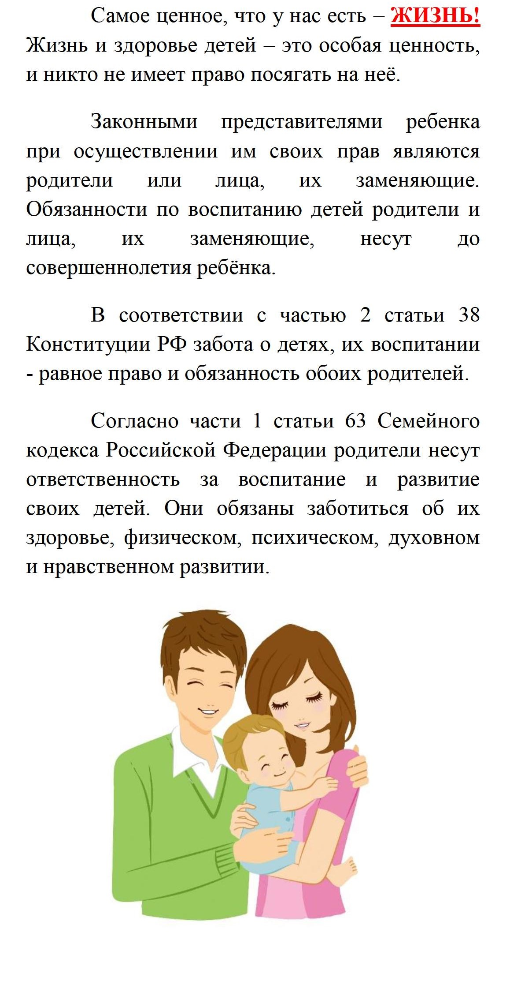 Самое ценное, что у нас есть – ЖИЗНЬ!
Жизнь и здоровье детей – это особая ценность,
и никто не имеет право посягать на неё.
Законными представителями ребенка
при осуществлении им своих прав являются
родители или лица, их заменяющие.
Обязанности по воспитанию детей родители и
лица, их заменяющие, несут до
совершеннолетия ребёнка.
В соответствии с частью 2 статьи 38
Конституции РФ забота о детях, их воспитании
- равное право и обязанность обоих родителей.
Согласно части 1 статьи 63 Семейного
кодекса Российской Федерации родители несут
ответственность за воспитание и развитие
своих детей. Они обязаны заботиться об их
здоровье, физическом, психическом, духовном
и нравственном развитии.